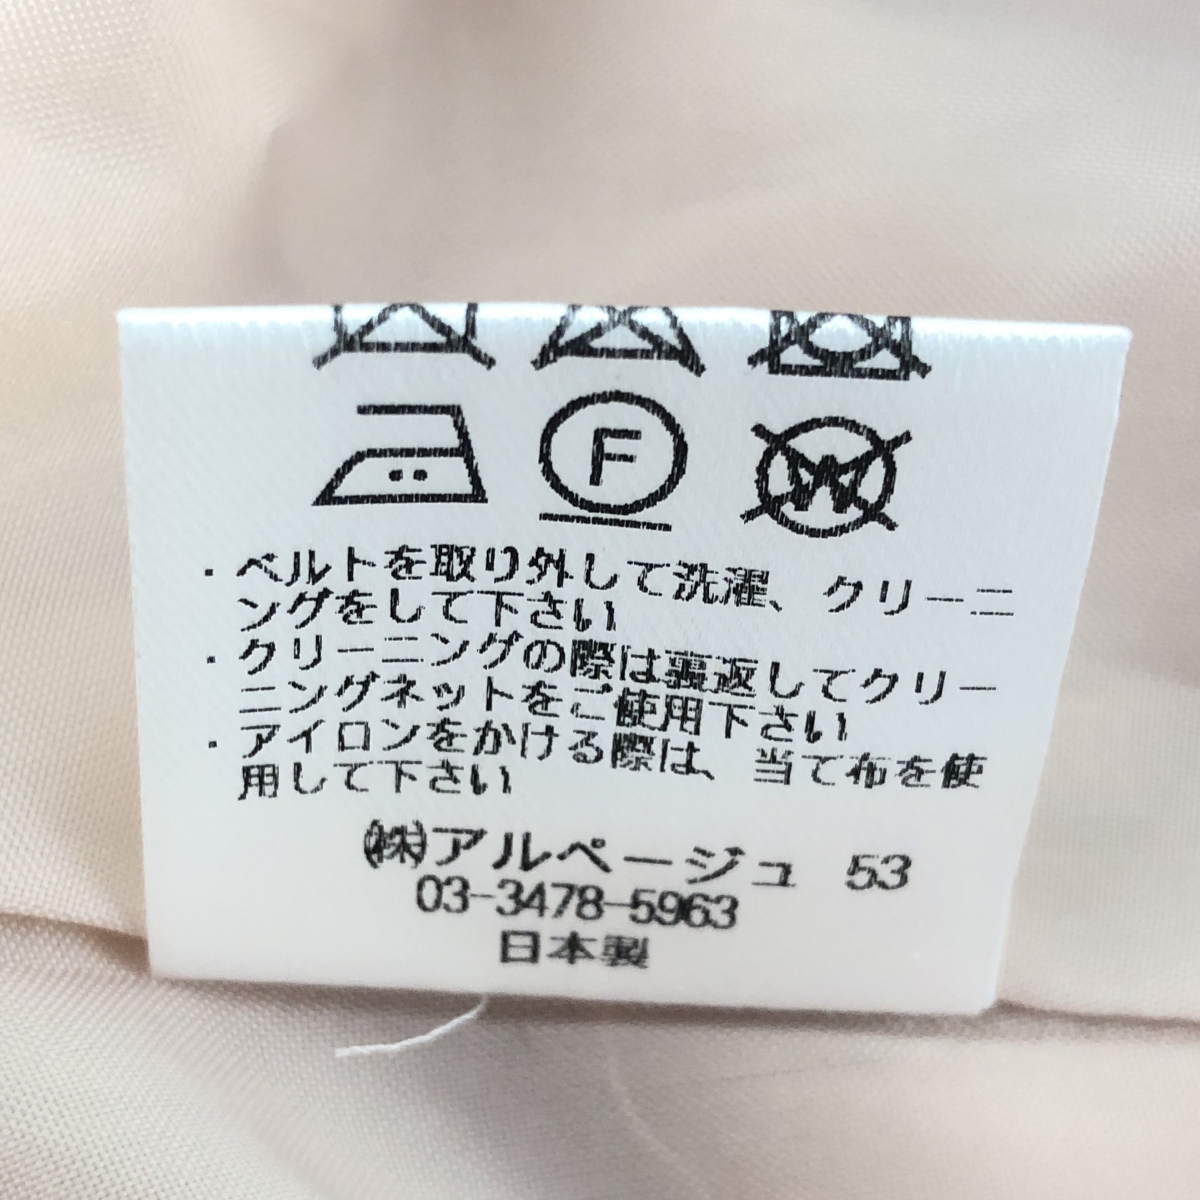 F
W
・ベルトを取り外して洗濯、クリーニ
ングをして下さい
・クリーニングの際は裏返してクリー
ニングネットをご使用下さい
・アイロンをかける際は、当て布を使
用して下さい
㈱アルページュ 53
03-3478-5963
日本製